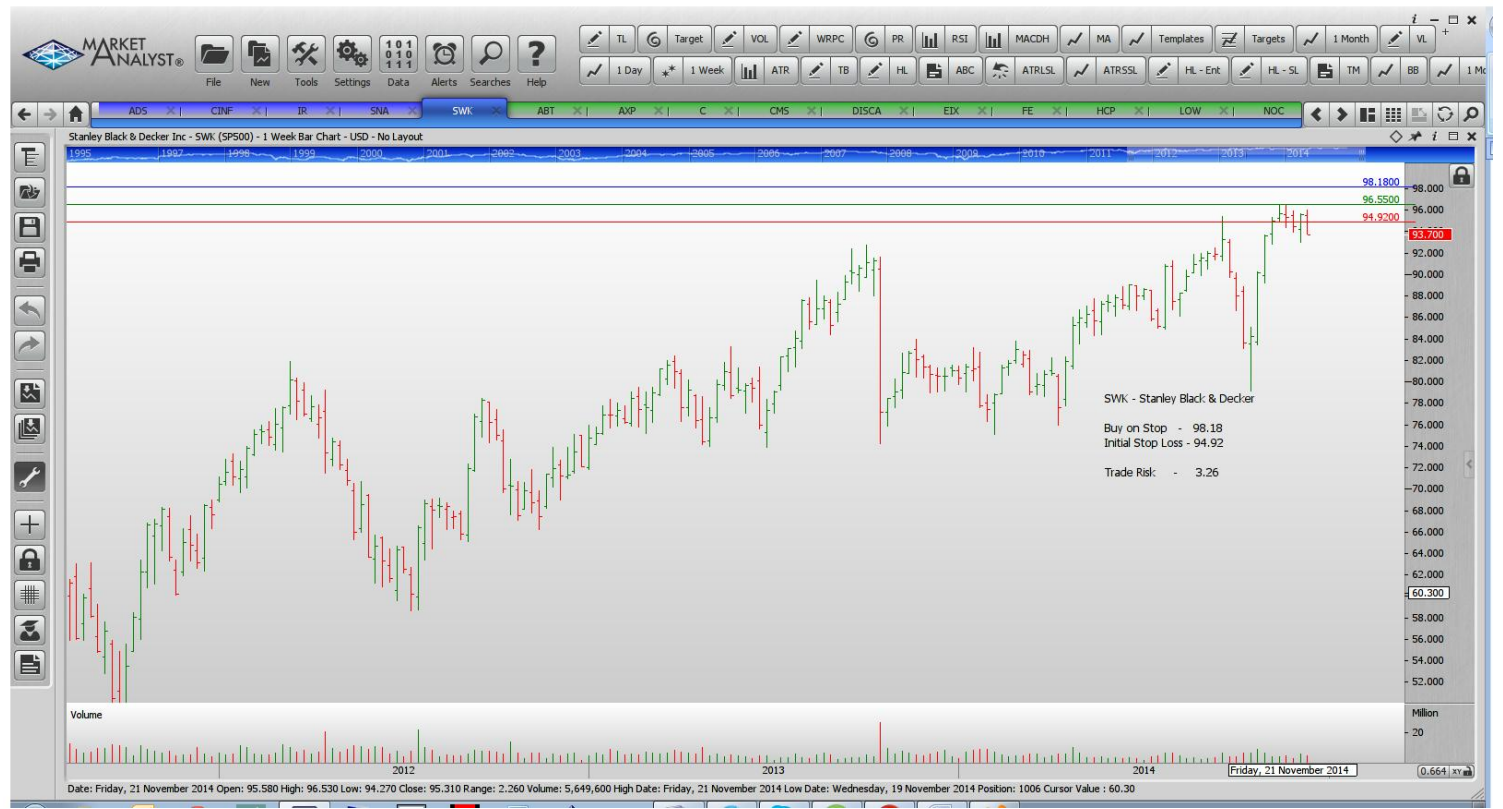 i
MARKET ANALYST®
File New Tools Settings Data Alerts Searches Help
101
010
111
TL Target VOL WRPC PR RSI MACDH MA Templates Targets 1 Month VL
1 Day 1 Week ATR TB HL ABC ATRLSL ATRSSL HL - Ent HL - SL TM BB
ADS CINF IR SNA SWK ABT AXP C CMS DISCA EIX FE HCP LOW NOC
Stanley Black & Decker Inc - SWK (SP500) - 1 Week Bar Chart - USD - No Layout
1995 1997 1998 1999 2000 2001 2002 2003 2004 2005 2006 2007 2008 2009 2010 2011 2012 2013 2014
98.1800
98.000
96.5500
96.000
94.9200
93.700
92.000
90.000
88.000
86.000
84.000
82.000
80.000
SWK - Stanley Black & Decker
78.000
Buy on Stop - 98.18
76.000
Initial Stop Loss - 94.92
74.000
Trade Risk - 3.26
72.000
70.000
68.000
66.000
64.000
62.000
60.300
58.000
56.000
54.000
52.000
Volume
Million
20
2012 2013 2014 Friday, 21 November 2014
0.664 XY
Date: Friday, 21 November 2014 Open: 95.580 High: 96.530 Low: 94.270 Close: 95.310 Range: 2.260 Volume: 5,649,600 High Date: Friday, 21 November 2014 Low Date: Wednesday, 19 November 2014 Position: 1006 Cursor Value : 60.30